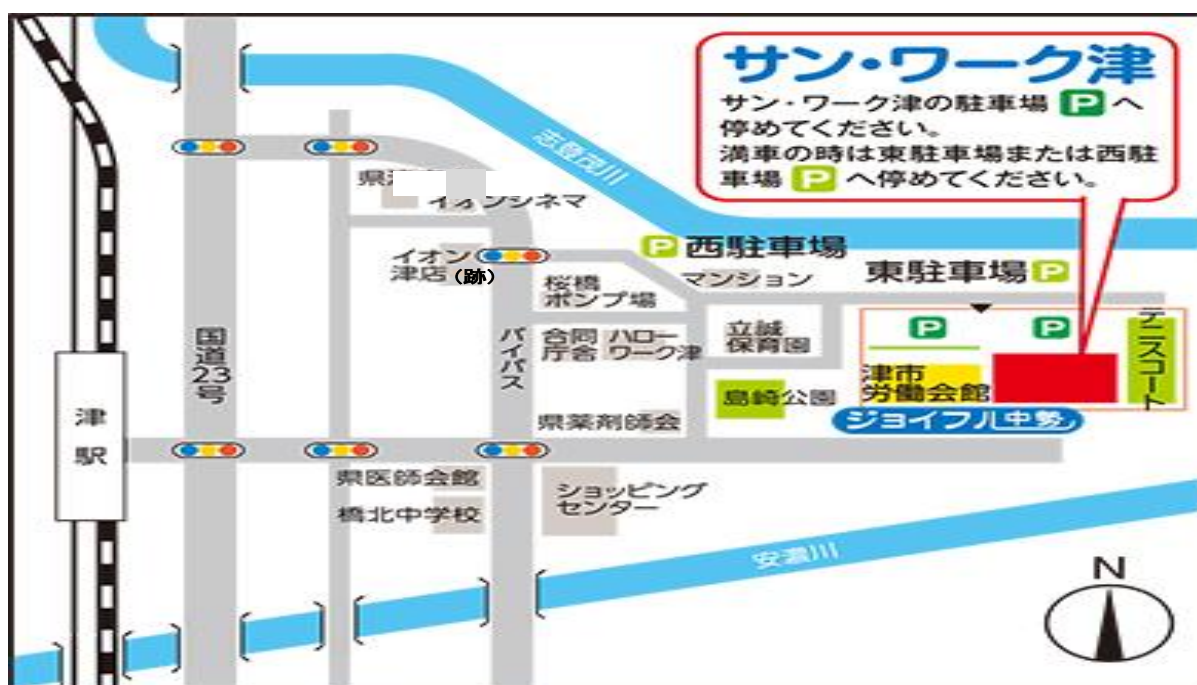 サン・ワーク津
サン・ワーク津の駐車場 P へ
停めてください。
満車の時は東駐車場または西駐
車場 P へ停めてください。
志登茂川
イオンシネマ
イオン
津店(跡)
P 西駐車場
マンション
東駐車場 P
桜橋
ポンプ場
国道23号
バイパス
合同
庁舎
ハロー
ワーク津
立誠
保育園
P
P
テニスコート
津市
労働会館
島崎公園
ジョイフル中勢
県薬剤師会
津駅
県医師会館
橋北中学校
ショッピング
センター
安濃川
N